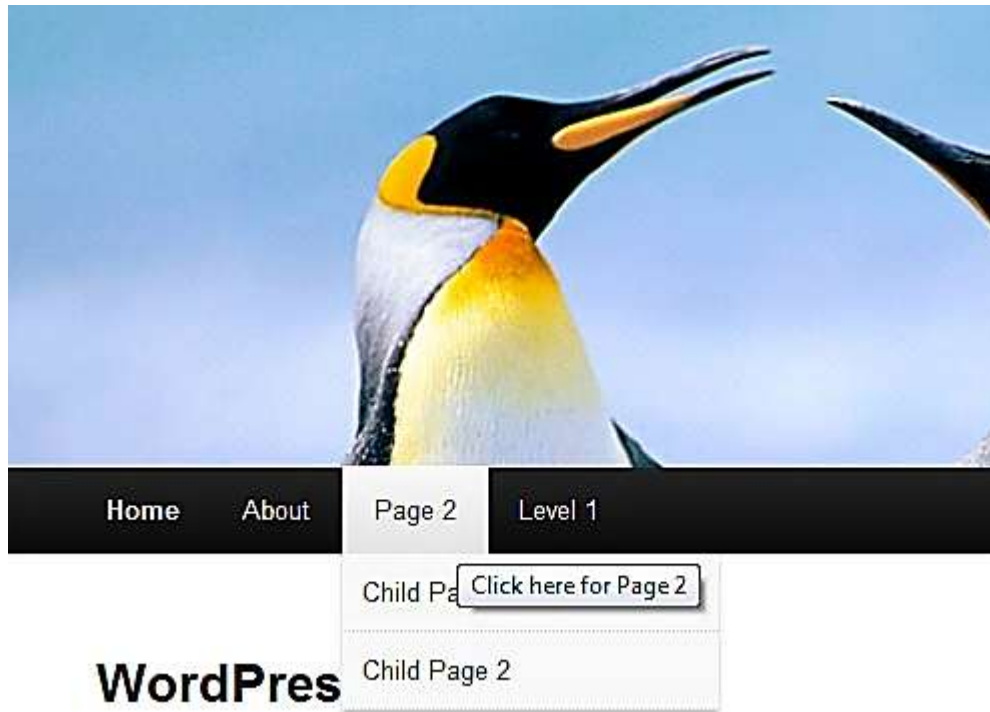 Home About Page 2 Level 1
Child Pa
Click here for Page 2
Child Page 2
WordPres